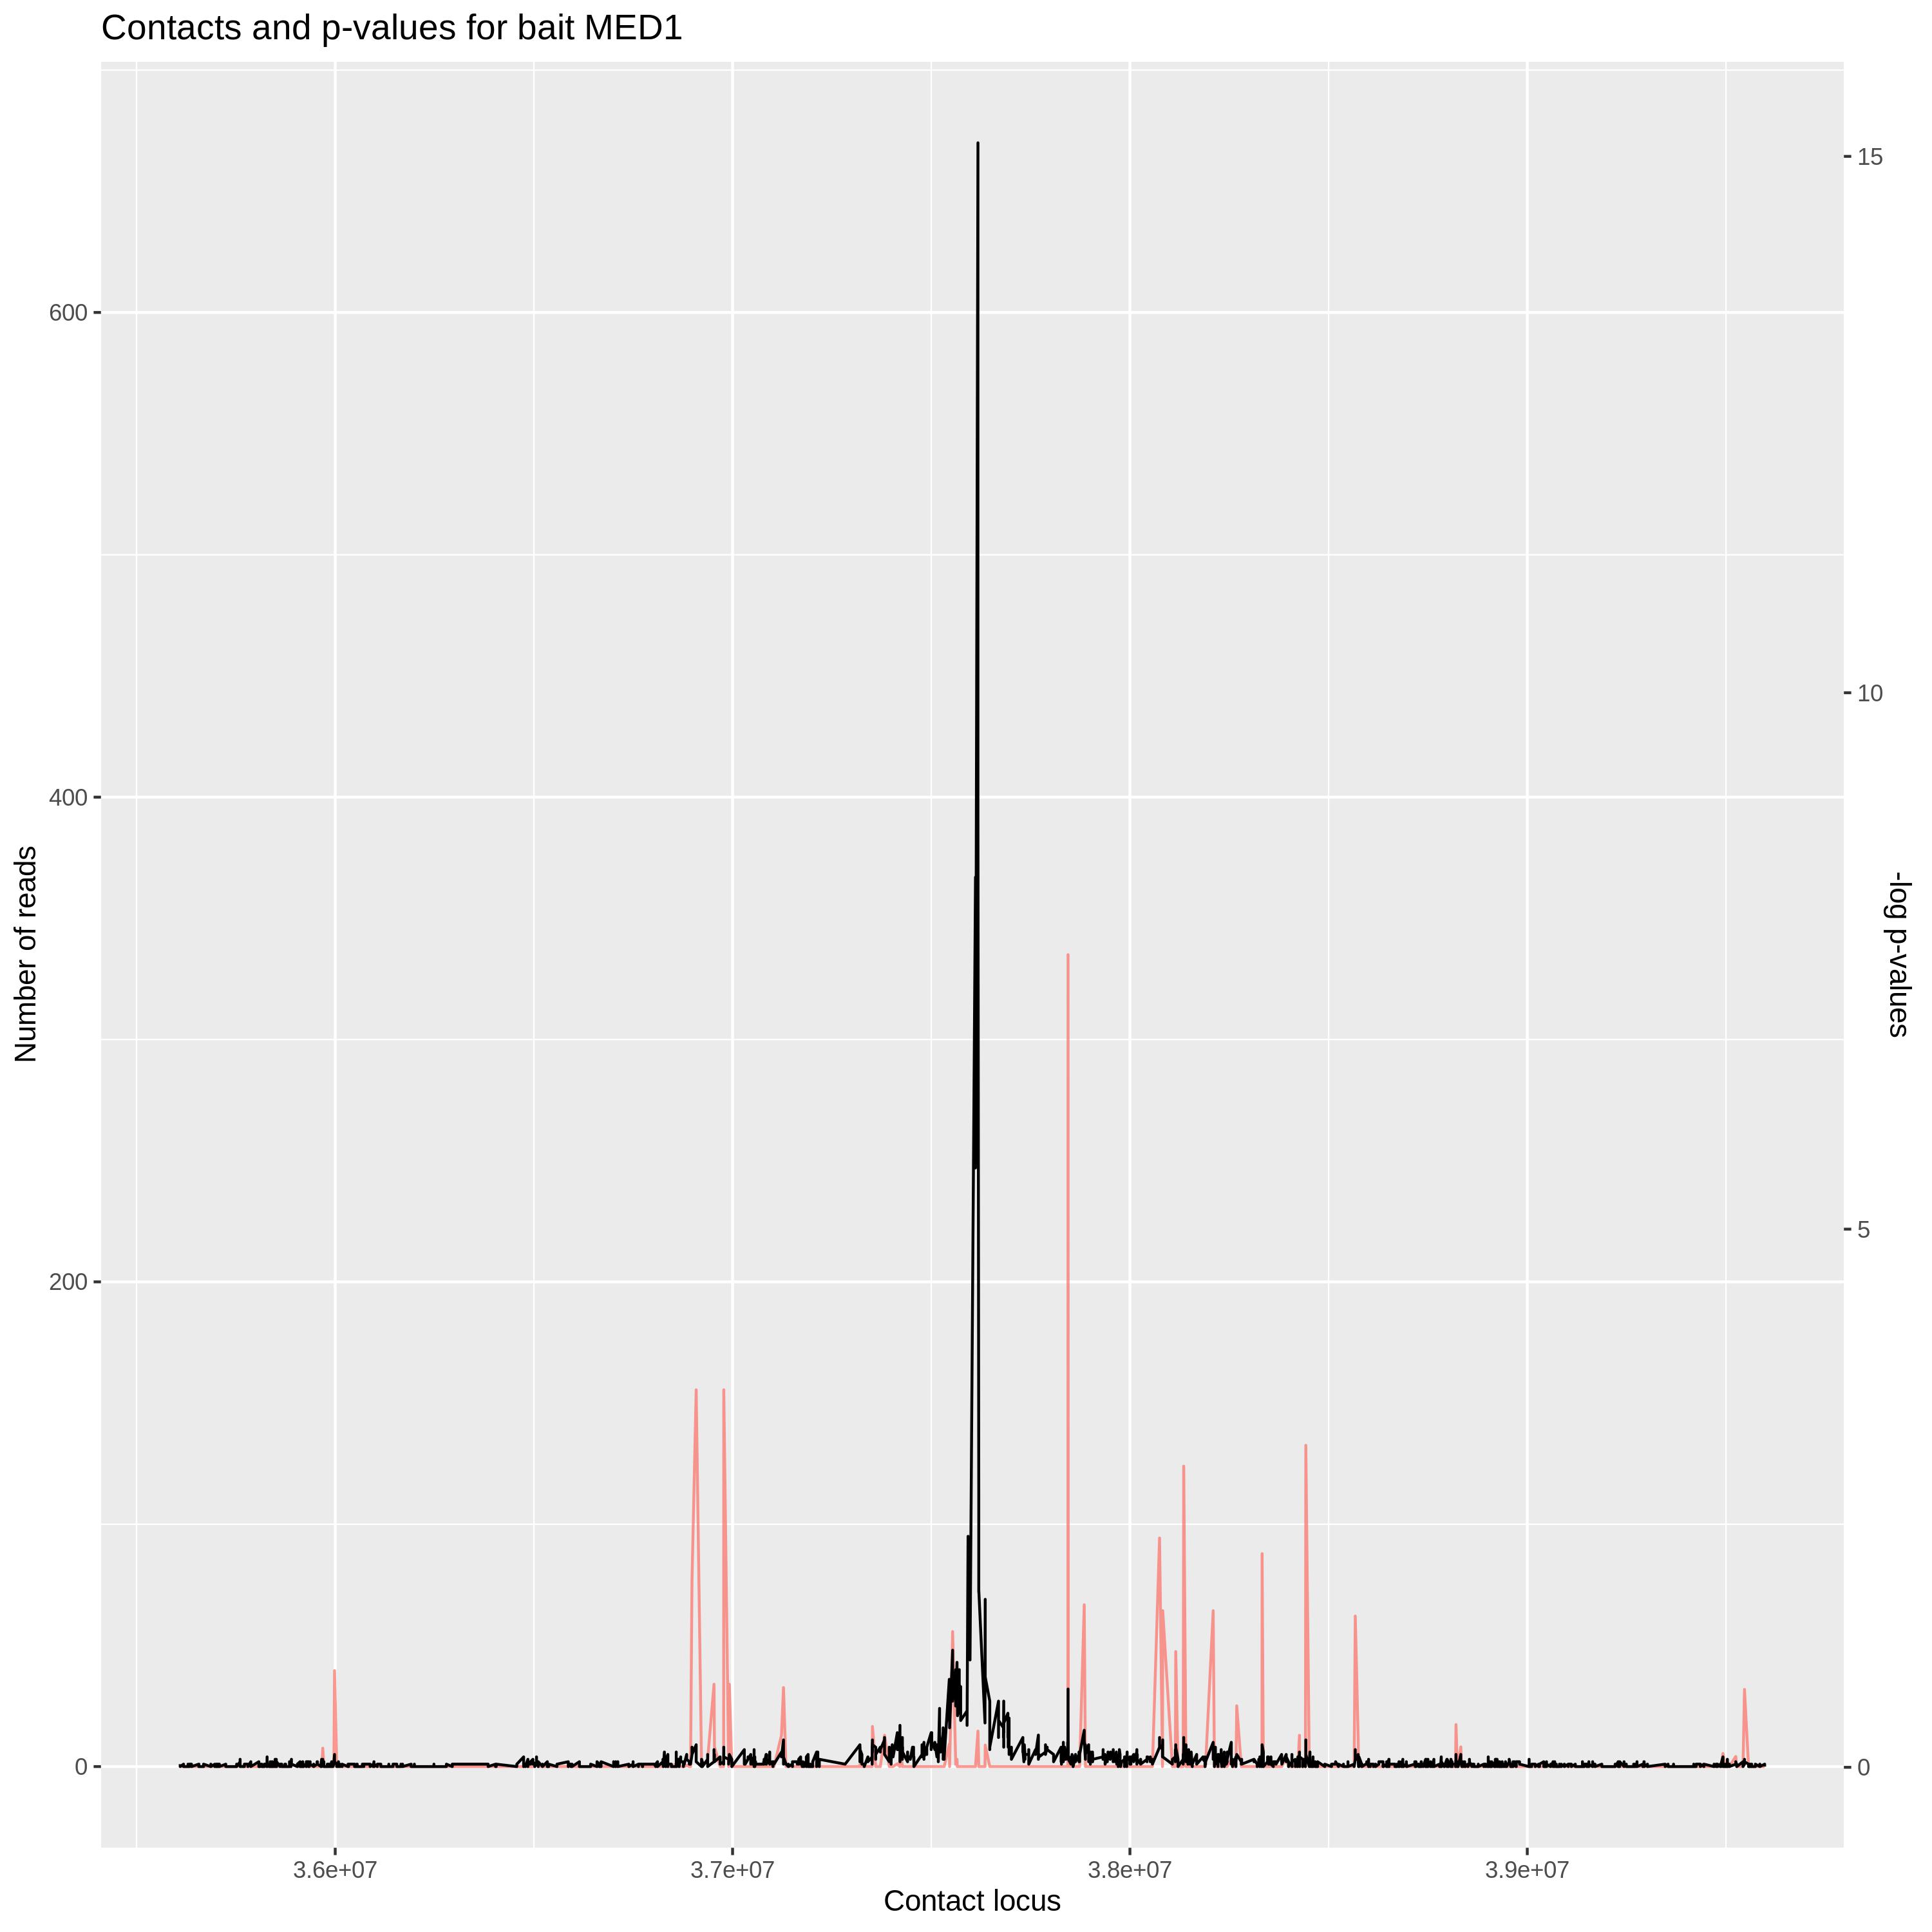 Contacts and p-values for bait MED1
Number of reads
600
400
200
0
15
10
5
0
-log p-values
3.6e+07
3.7e+07
3.8e+07
3.9e+07
Contact locus